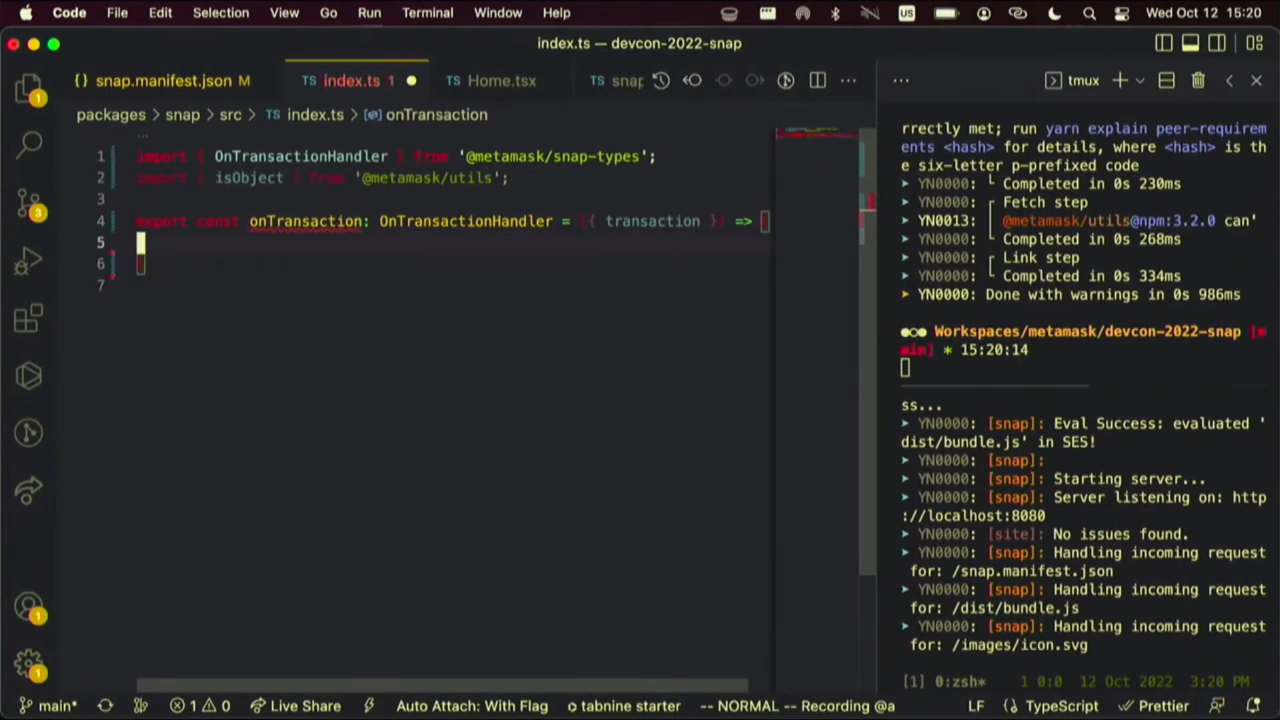 Code File Edit Selection View Go Run Terminal Window Help US Wed Oct 12 15:20
index.ts — devcon-2022-snap
{} snap.manifest.json M TS index.ts 1 TS Home.tsx TS snap
packages > snap > src > TS index.ts > onTransaction
...
1 import { OnTransactionHandler } from '@metamask/snap-types';
2 import { isObject } from '@metamask/utils';
3
4 export const onTransaction: OnTransactionHandler = ({ transaction }) => {
5
6 }
7
tmux
rrectly met; run yarn explain peer-requirem
ents <hash> for details, where <hash> is th
e six-letter p-prefixed code
➤ YN0000: └ Completed in 0s 230ms
➤ YN0000: ┌ Fetch step
➤ YN0013: │ @metamask/utils@npm:3.2.0 can'
➤ YN0000: └ Completed in 0s 268ms
➤ YN0000: ┌ Link step
➤ YN0000: └ Completed in 0s 334ms
➤ YN0000: Done with warnings in 0s 986ms
●○● Workspaces/metamask/devcon-2022-snap [m
ain] * 15:20:14
ss...
➤ YN0000: [snap]: Eval Success: evaluated '
dist/bundle.js' in SES!
➤ YN0000: [snap]:
➤ YN0000: [snap]: Starting server...
➤ YN0000: [snap]: Server listening on: http
://localhost:8080
➤ YN0000: [site]: No issues found.
➤ YN0000: [snap]: Handling incoming request
for: /snap.manifest.json
➤ YN0000: [snap]: Handling incoming request
for: /dist/bundle.js
➤ YN0000: [snap]: Handling incoming request
for: /images/icon.svg
[1] 0:zsh* 1 0:0 12 Oct 2022 3:20 PM
1
3
1
1
main* 1 0 Live Share Auto Attach: With Flag tabnine starter -- NORMAL -- Recording @a LF {} TypeScript Prettier